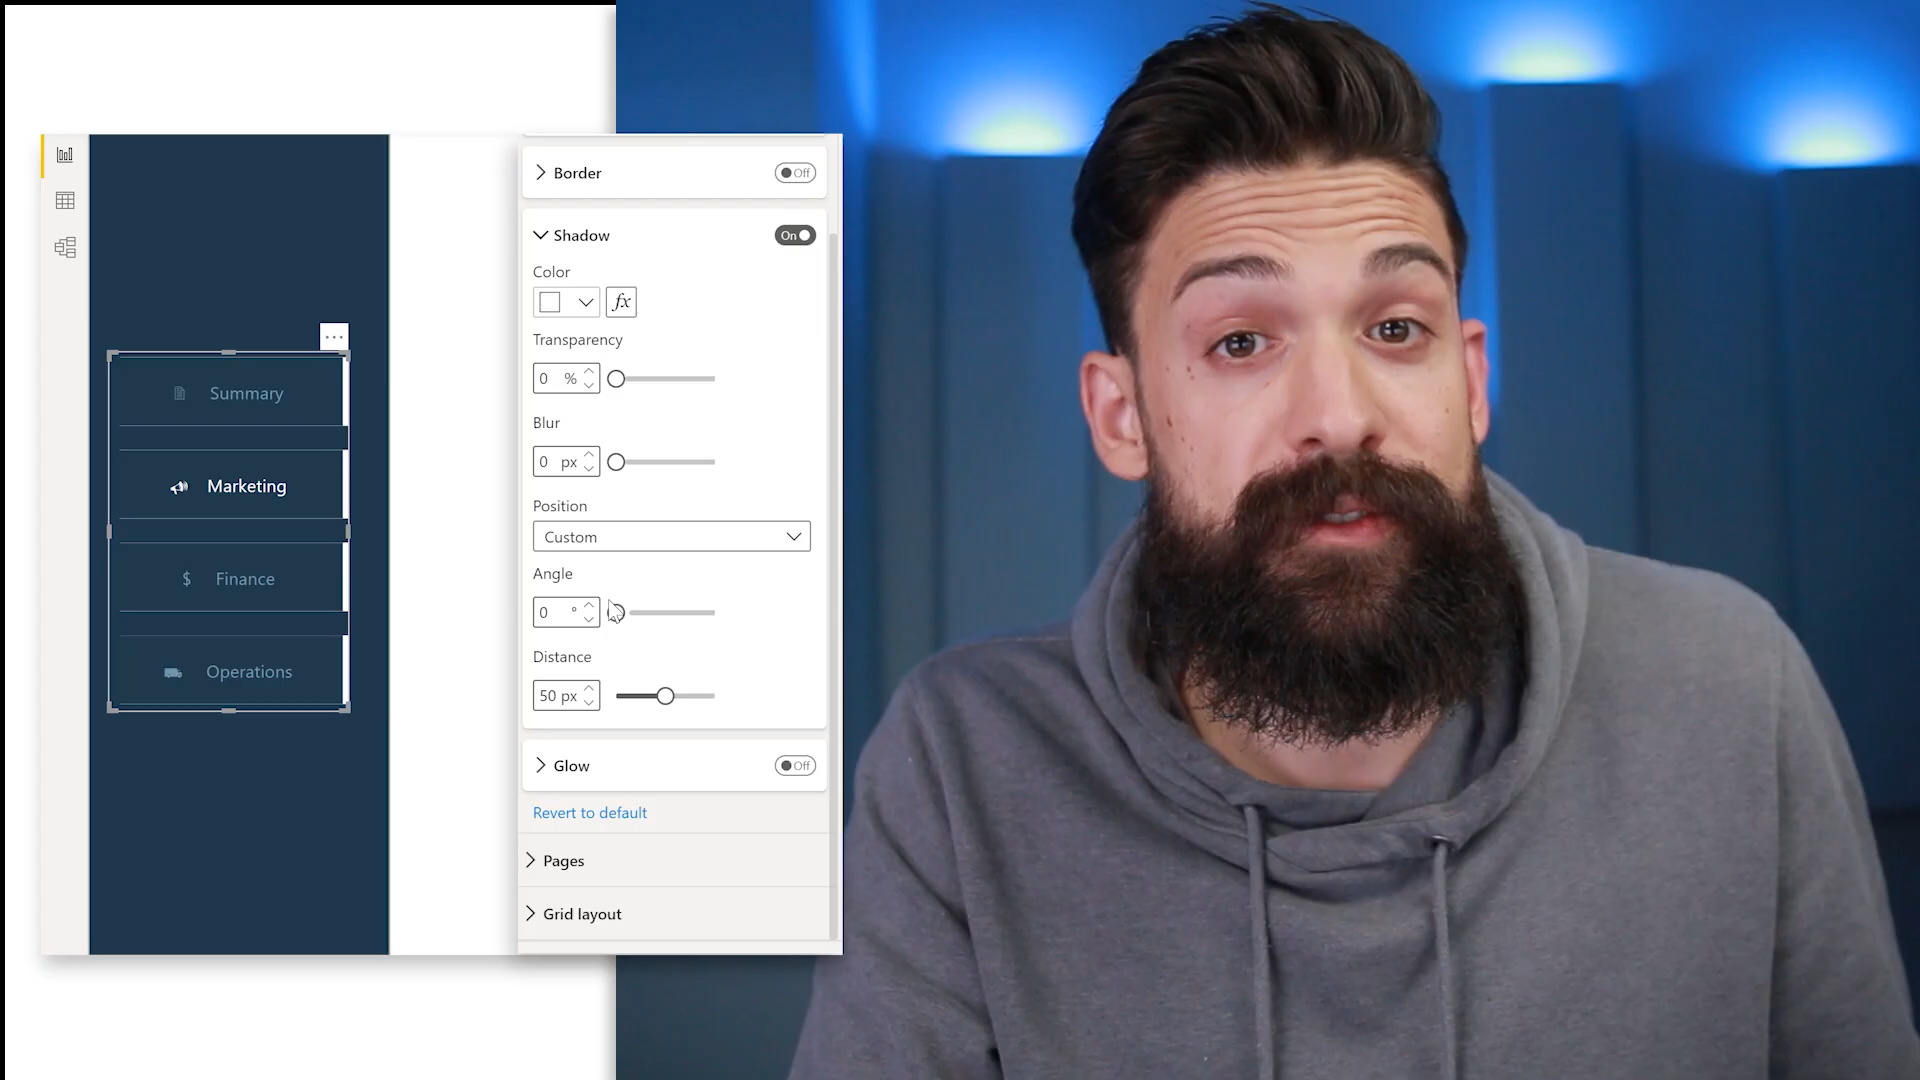 Summary
Marketing
$ Finance
Operations
Border
Off
Shadow
On
Color
fx
Transparency
0 %
Blur
0 px
Position
Custom
Angle
0 °
Distance
50 px
Glow
Off
Revert to default
Pages
Grid layout